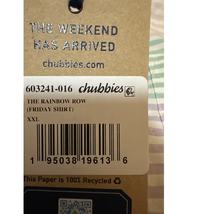 THE WEEKEND
HAS ARRIVED
chubbies.com
603241-016 chubbies
THE RAINBOW ROW
(FRIDAY SHIRT)
XXL
1 95038 19613 6
This Paper is 100% Recycled